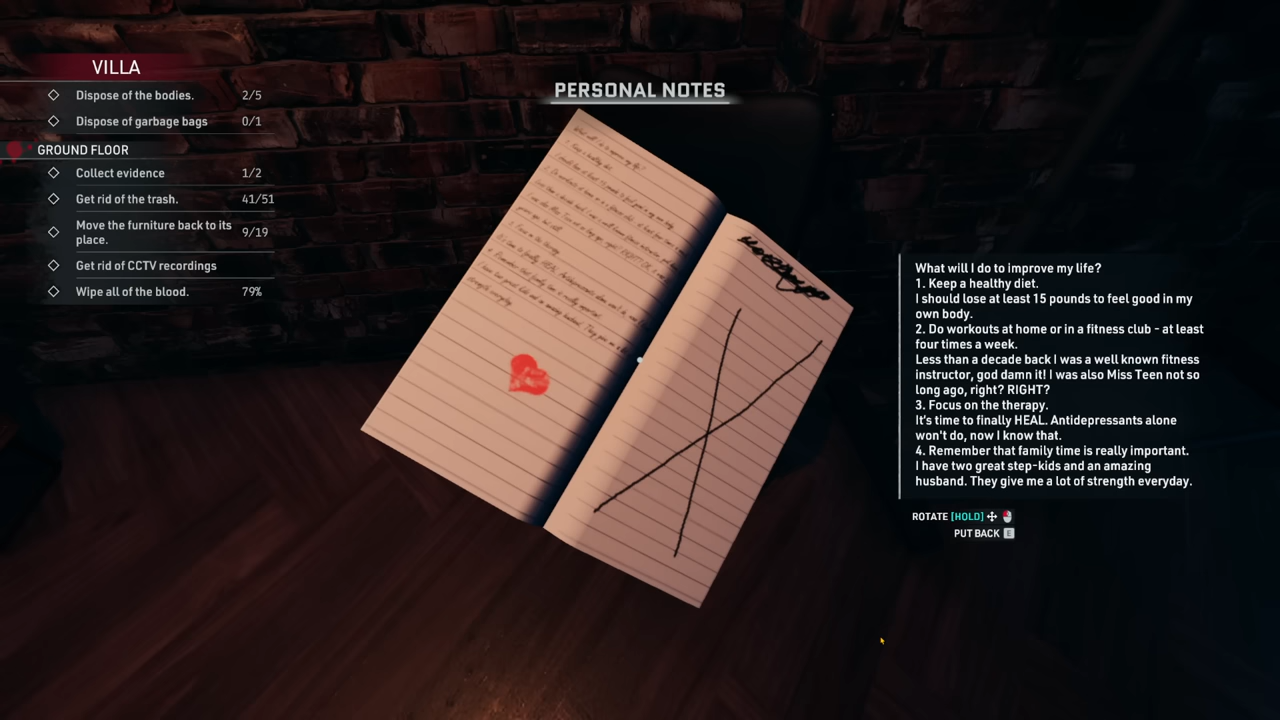 VILLA
Dispose of the bodies. 2/5
Dispose of garbage bags 0/1
GROUND FLOOR
Collect evidence 1/2
Get rid of the trash. 41/51
Move the furniture back to its
place. 9/19
Get rid of CCTV recordings
Wipe all of the blood. 79%
PERSONAL NOTES
What will I do to improve my life?
1. Keep a healthy diet.
I should lose at least 15 pounds to feel good in my
own body.
2. Do workouts at home or in a fitness club - at least
four times a week.
Less than a decade back I was a well known fitness
instructor, god damn it! I was also Miss Teen not so
long ago, right? RIGHT?
3. Focus on the therapy.
It's time to finally HEAL. Antidepressants alone
won't do, now I know that.
4. Remember that family time is really important.
I have two great step-kids and an amazing
husband. They give me a lot of strength everyday.
ROTATE [HOLD]
PUT BACK E